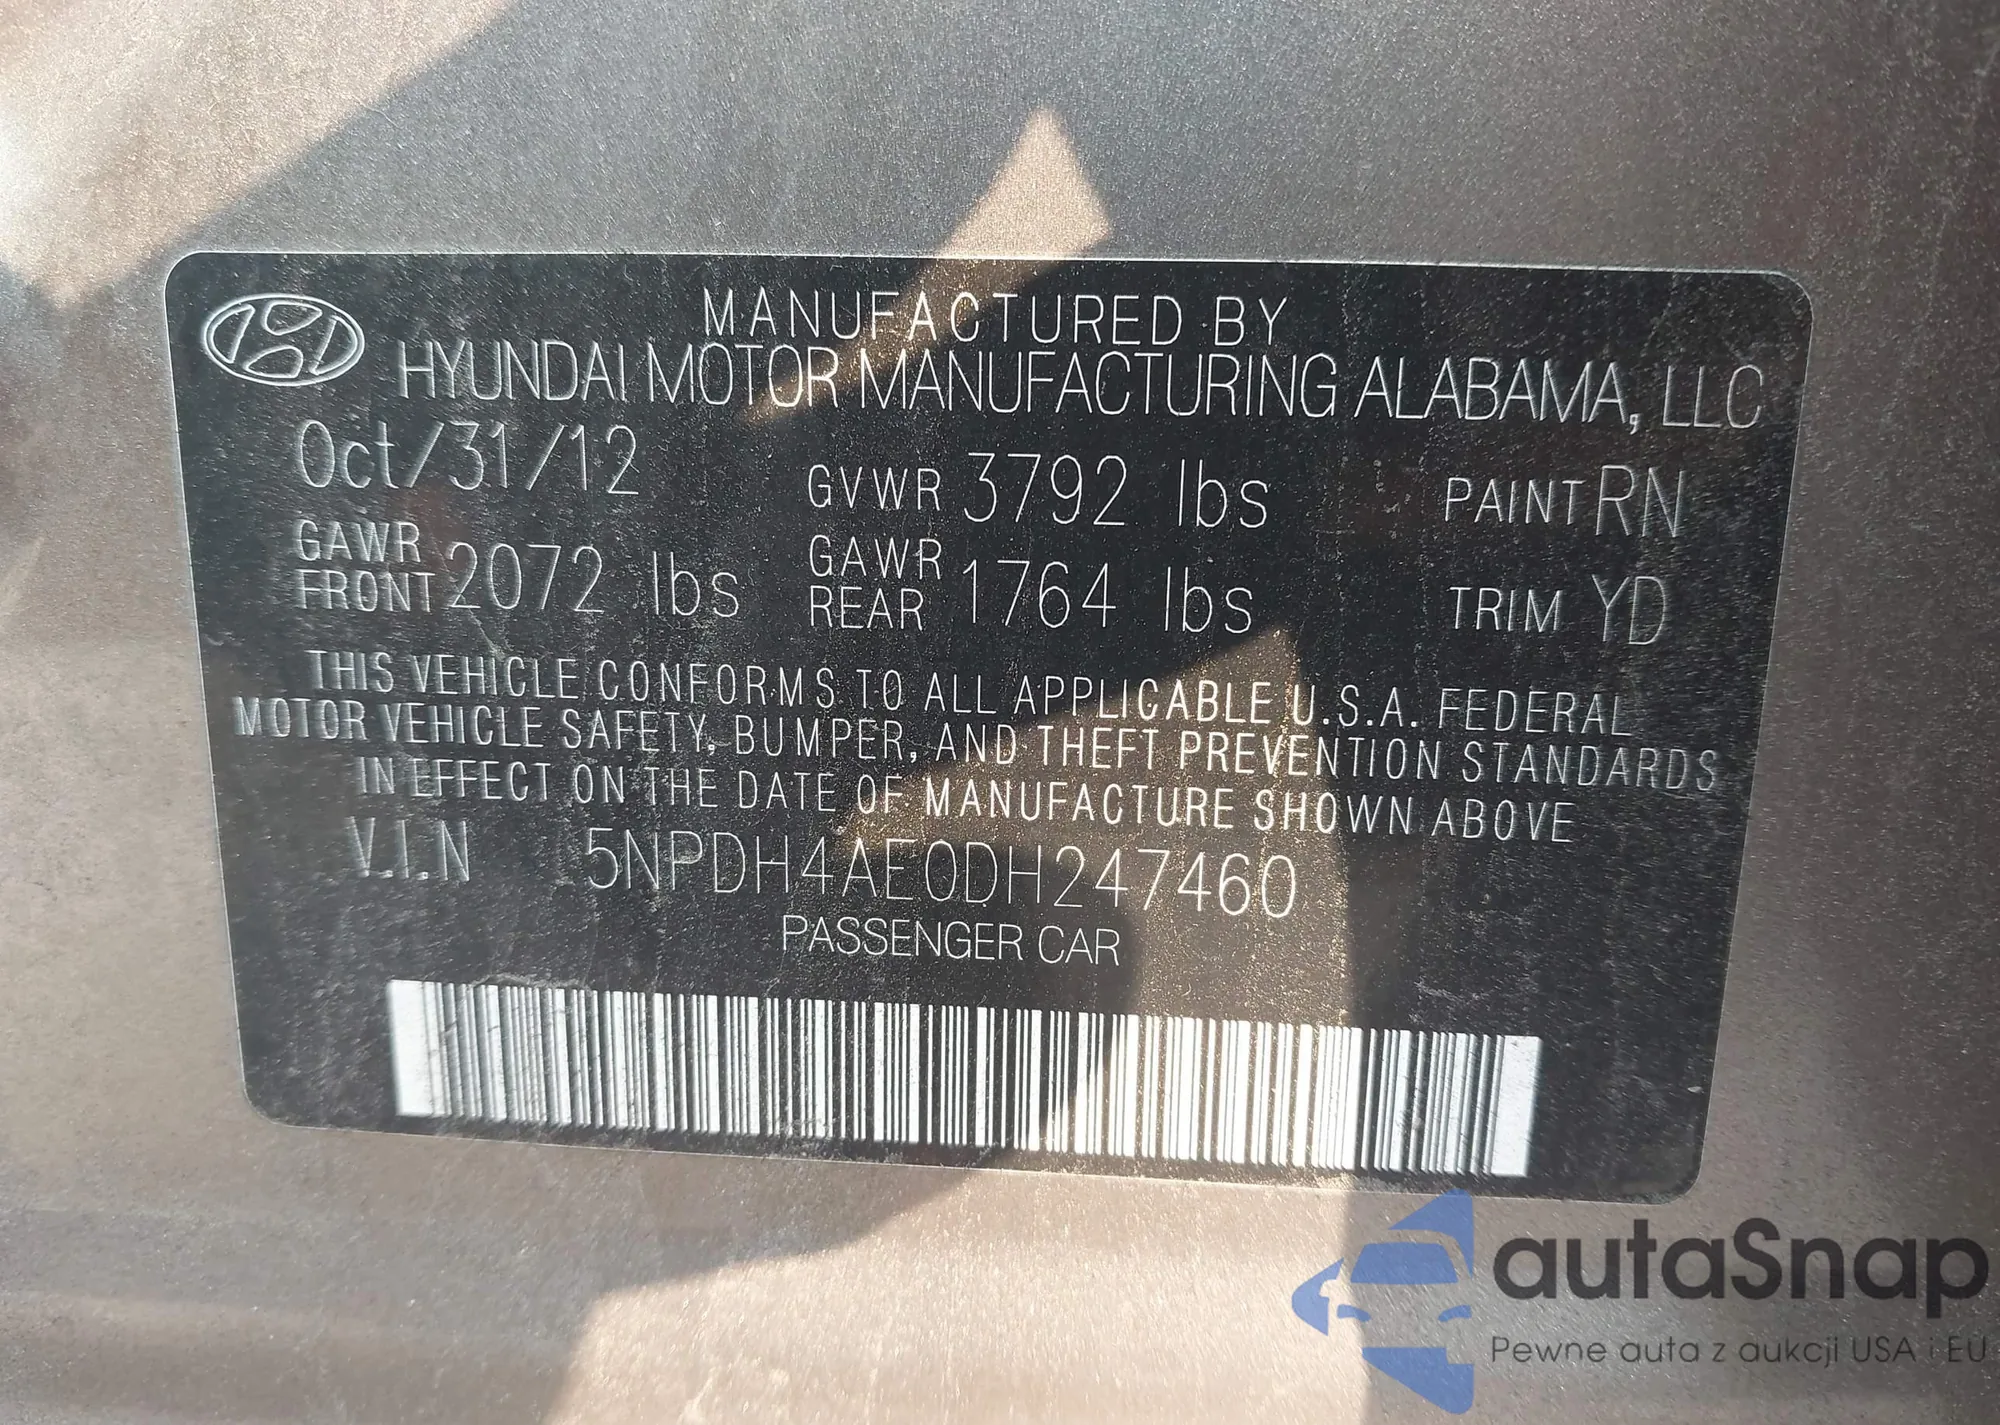 MANUFACTURED BY
HYUNDAI MOTOR MANUFACTURING ALABAMA, LLC
Oct/31/12 GVWR 3792 lbs PAINT RN
GAWR FRONT 2072 lbs GAWR REAR 1764 lbs TRIM YD
THIS VEHICLE CONFORMS TO ALL APPLICABLE U.S.A. FEDERAL
MOTOR VEHICLE SAFETY, BUMPER, AND THEFT PREVENTION STANDARDS
IN EFFECT ON THE DATE OF MANUFACTURE SHOWN ABOVE
V.I.N 5NPDH4AE0DH247460
PASSENGER CAR
autaSnap
Pewne auta z aukcji USA i EU